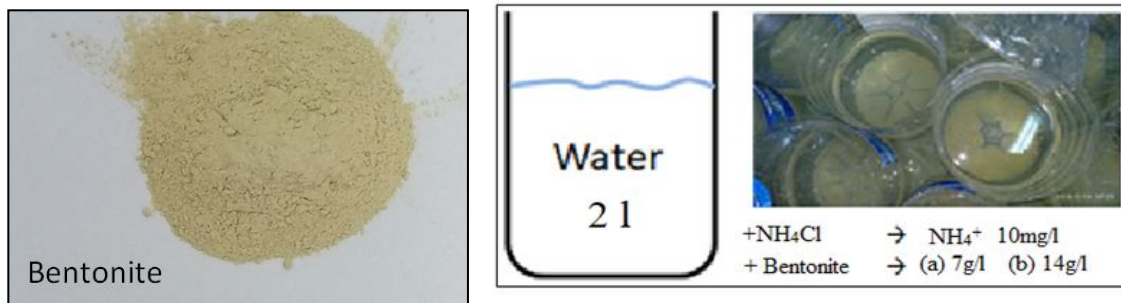 Bentonite
Water
2 l
+NH₄Cl → NH₄⁺ 10mg/l
+ Bentonite → (a) 7g/l (b) 14g/l